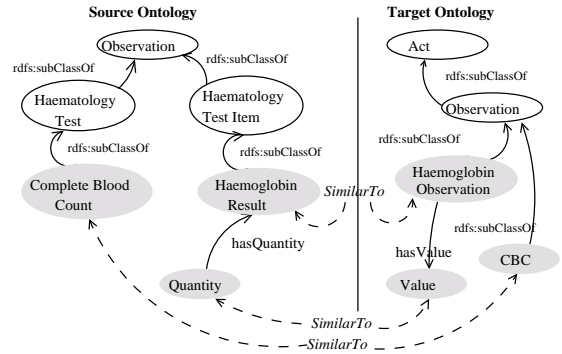 Source Ontology
Target Ontology
Observation
Act
rdfs:subClassOf
rdfs:subClassOf
rdfs:subClassOf
Haematology
Test
Haematology
Test Item
Observation
rdfs:subClassOf
rdfs:subClassOf
rdfs:subClassOf
Complete Blood
Count
Haemoglobin
Result
SimilarTo
Haemoglobin
Observation
rdfs:subClassOf
hasQuantity
hasValue
CBC
Quantity
Value
SimilarTo
SimilarTo